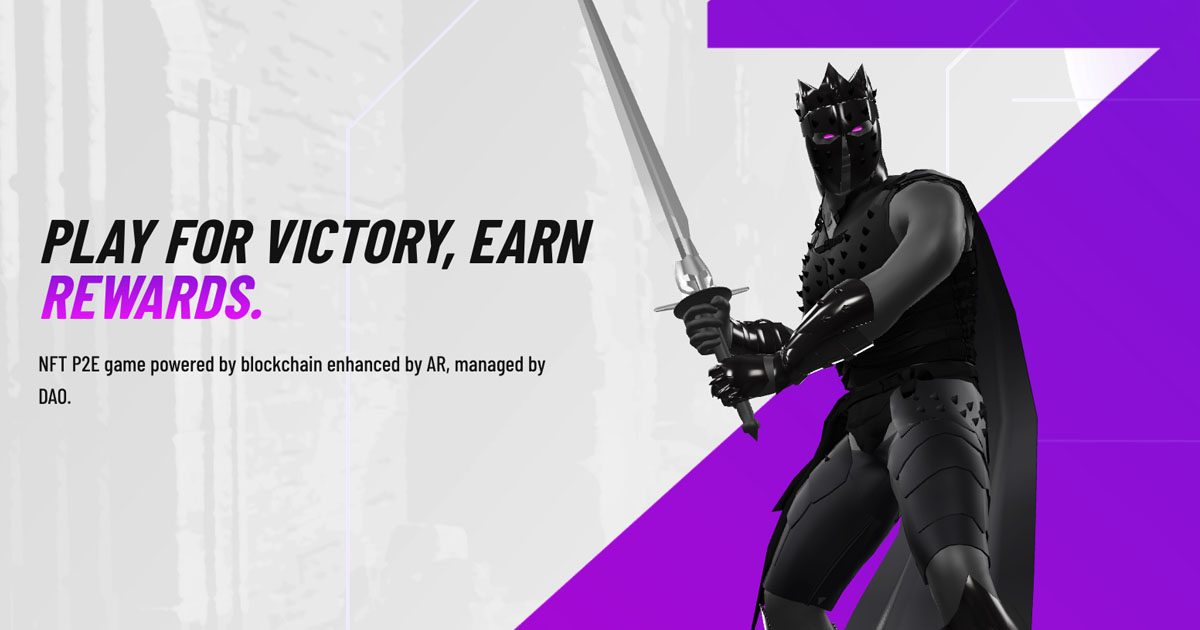 PLAY FOR VICTORY, EARN
REWARDS.
NFT P2E game powered by blockchain enhanced by AR, managed by
DAO.